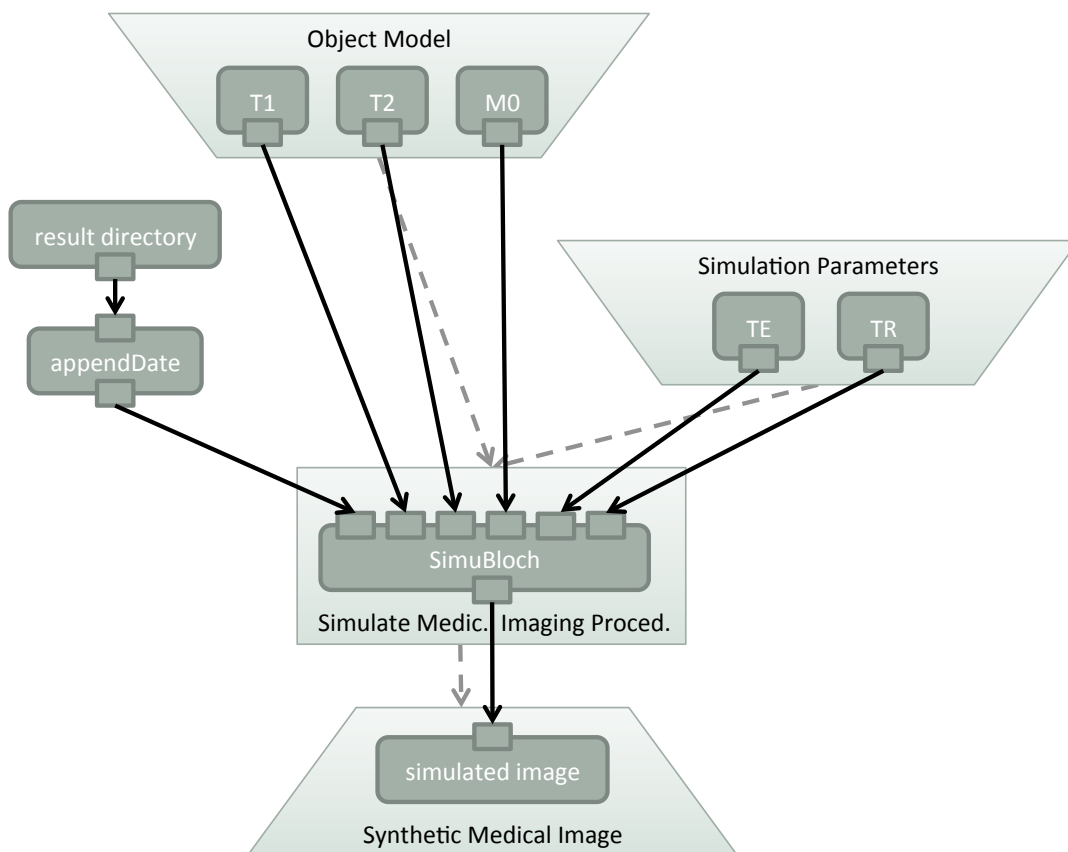 Object Model
T1
T2
M0
result directory
Simulation Parameters
TE
TR
appendDate
SimuBloch
Simulate Medic. Imaging Proced.
simulated image
Synthetic Medical Image